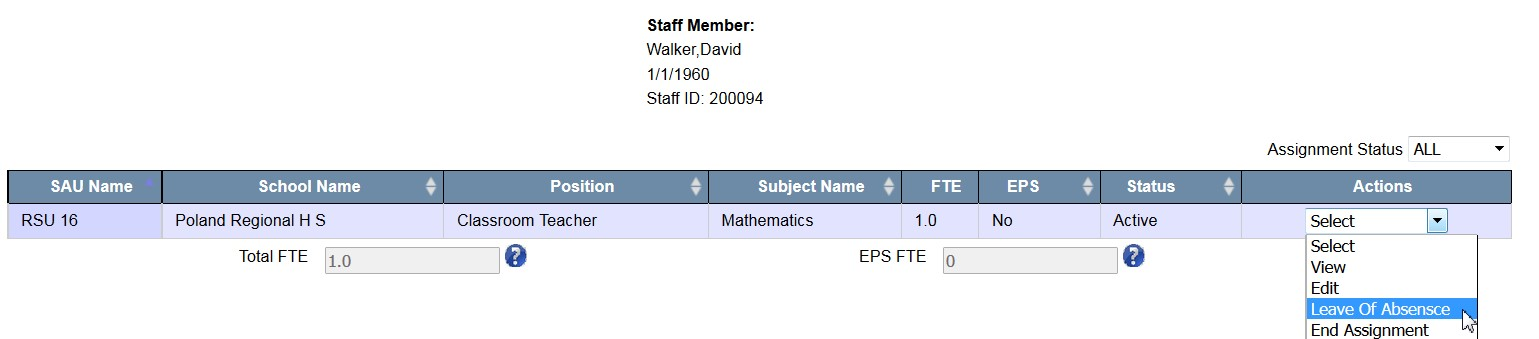 Staff Member:
Walker,David
1/1/1960
Staff ID: 200094
Assignment Status ALL
SAU Name School Name Position Subject Name FTE EPS Status Actions
RSU 16 Poland Regional H S Classroom Teacher Mathematics 1.0 No Active Select
Total FTE 1.0 ? EPS FTE 0 ?
Select
View
Edit
Leave Of Absensce
End Assignment